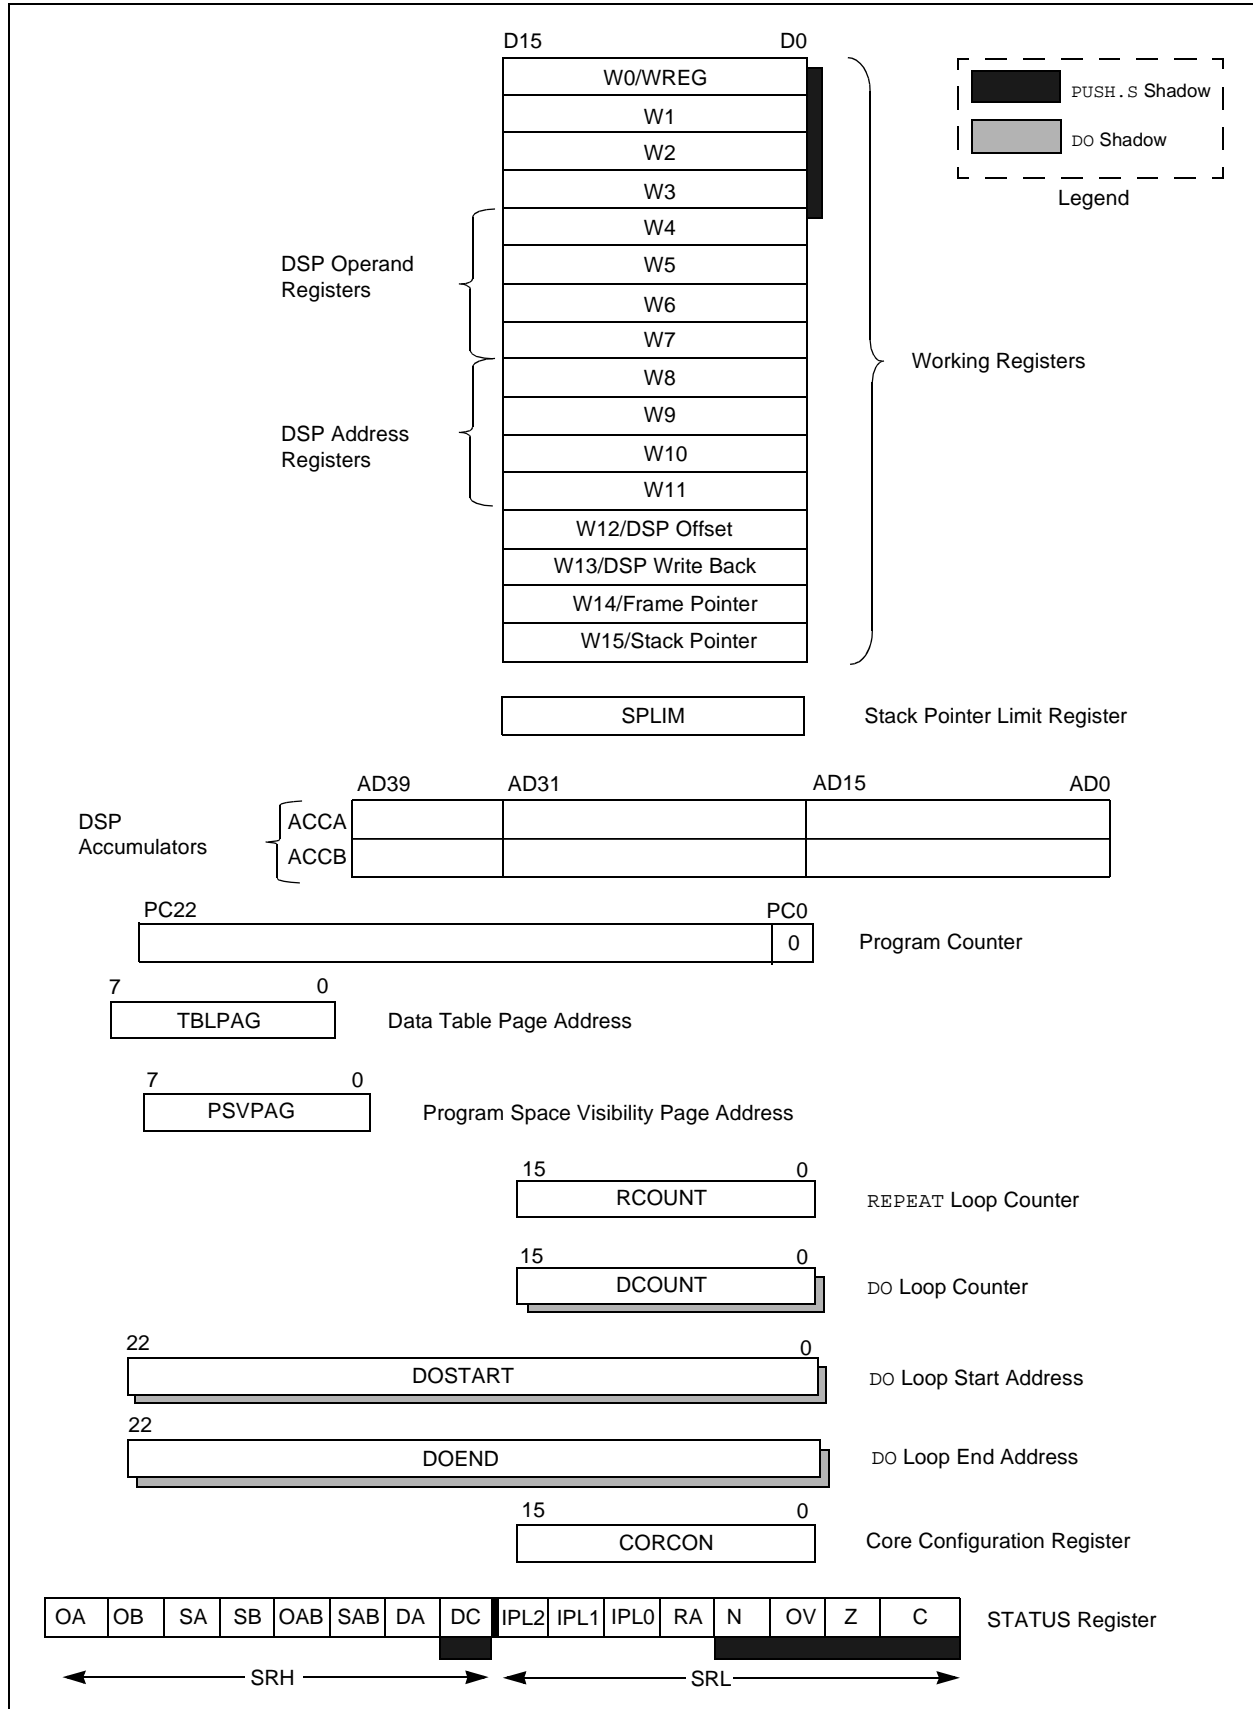 D15 D0
W0/WREG
W1
W2
W3
W4
W5
W6
W7
W8
W9
W10
W11
W12/DSP Offset
W13/DSP Write Back
W14/Frame Pointer
W15/Stack Pointer
PUSH.S Shadow
DO Shadow
Legend
DSP Operand
Registers
DSP Address
Registers
Working Registers
SPLIM Stack Pointer Limit Register
AD39 AD31 AD15 AD0
DSP
Accumulators
ACCA
ACCB
PC22 PC0
0 Program Counter
7 0
TBLPAG Data Table Page Address
7 0
PSVPAG Program Space Visibility Page Address
15 0
RCOUNT REPEAT Loop Counter
15 0
DCOUNT DO Loop Counter
22 0
DOSTART DO Loop Start Address
22
DOEND DO Loop End Address
15 0
CORCON Core Configuration Register
OA OB SA SB OAB SAB DA DC IPL2 IPL1 IPL0 RA N OV Z C STATUS Register
SRH SRL